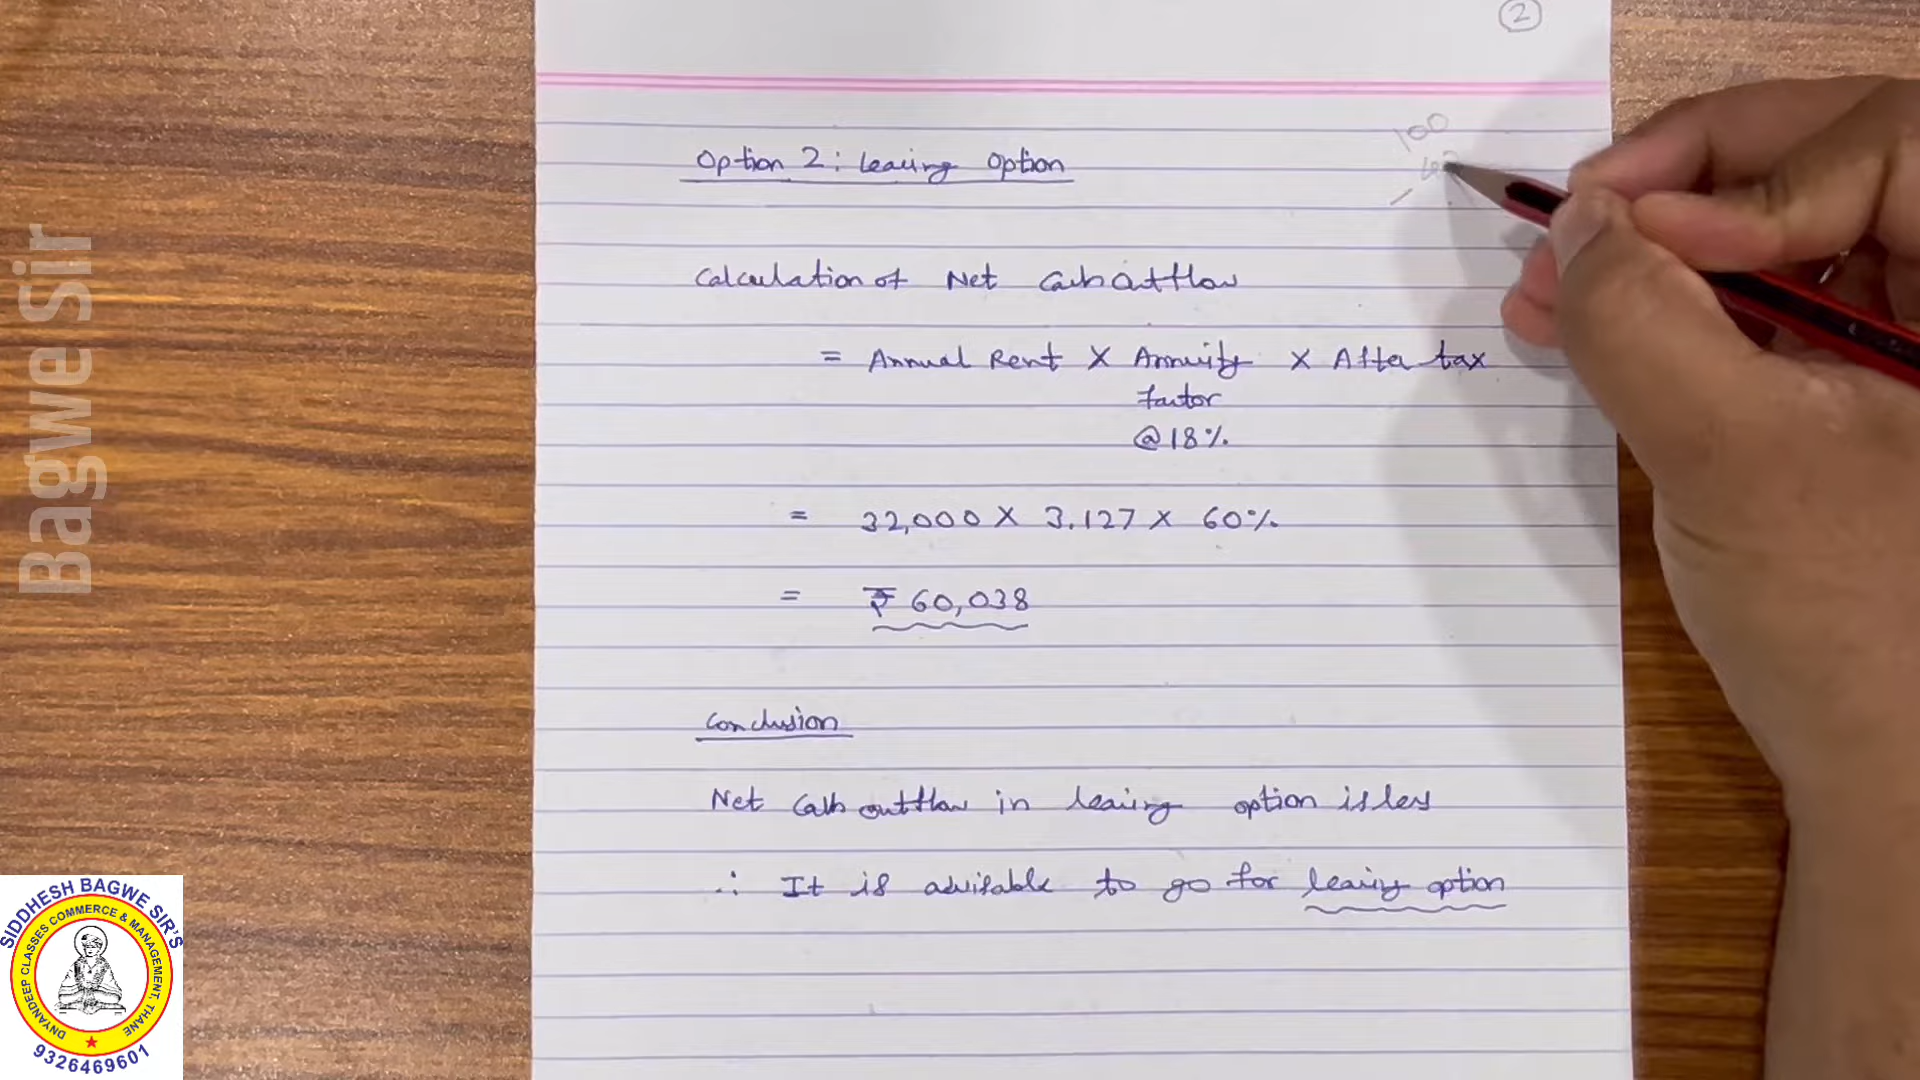 2
100
40
Option 2: Leasing Option
Calculation of Net Cash Outflow
= Annual Rent X Annuity X After tax
factor
@18%
= 32,000 X 3.127 X 60%
= ₹ 60,038
Conclusion
Net Cash outflow in leasing option is less
∴ It is advisable to go for leasing option
Bagwe Sir
SIDDHESH BAGWE SIR'S
DNYANDEEP CLASSES COMMERCE & MANAGEMENT, THANE
9326469601